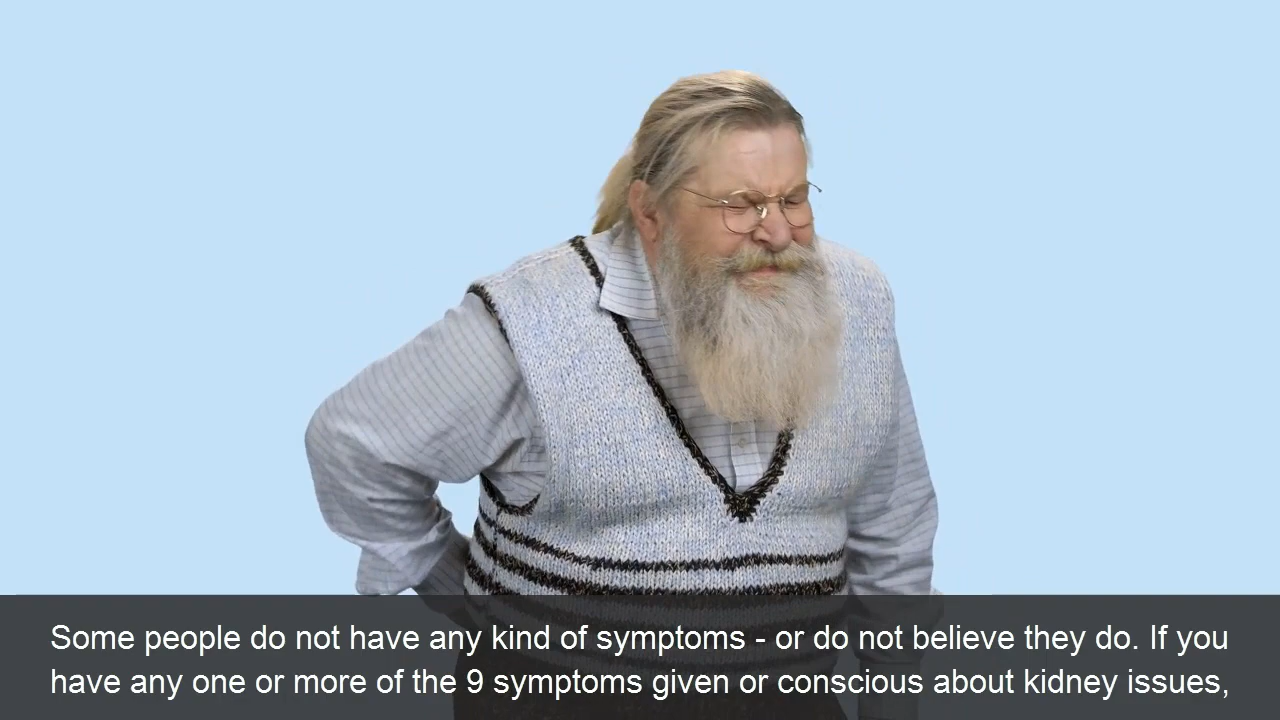 Some people do not have any kind of symptoms - or do not believe they do. If you
have any one or more of the 9 symptoms given or conscious about kidney issues,